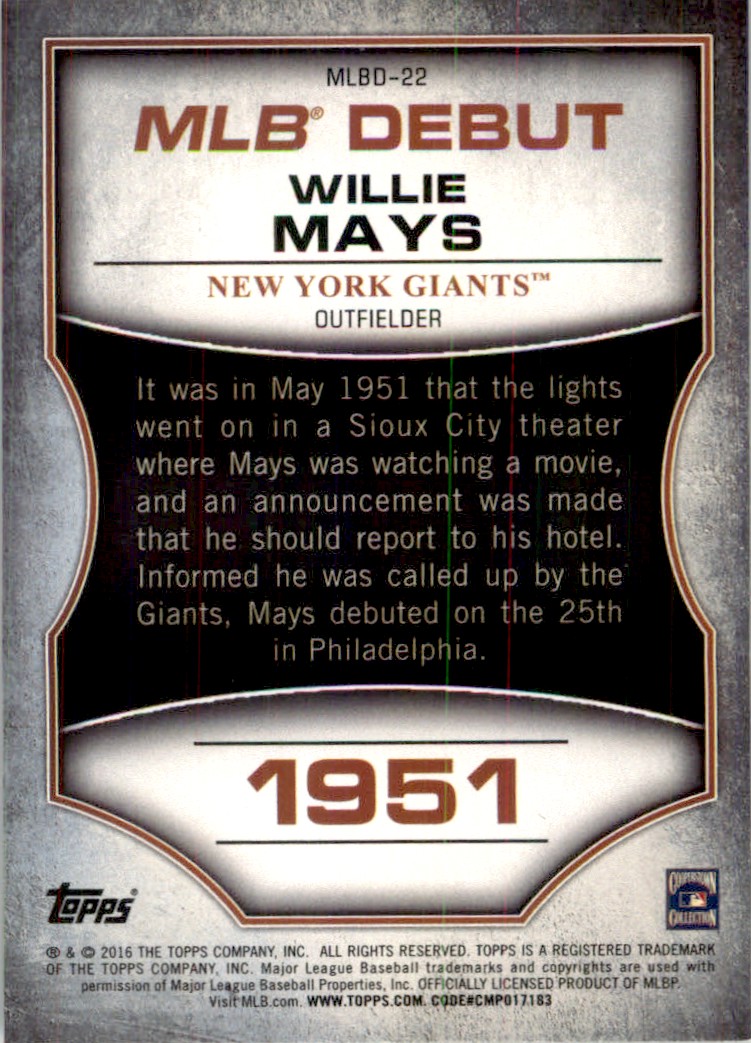 MLBD-22
MLB® DEBUT
WILLIE
MAYS
NEW YORK GIANTS™
OUTFIELDER
It was in May 1951 that the lights
went on in a Sioux City theater
where Mays was watching a movie,
and an announcement was made
that he should report to his hotel.
Informed he was called up by the
Giants, Mays debuted on the 25th
in Philadelphia.
1951
topps®
COOPERSTOWN
COLLECTION
® & © 2016 THE TOPPS COMPANY, INC. ALL RIGHTS RESERVED. TOPPS IS A REGISTERED TRADEMARK
OF THE TOPPS COMPANY, INC. Major League Baseball trademarks and copyrights are used with
permission of Major League Baseball Properties, Inc. OFFICIALLY LICENSED PRODUCT OF MLBP.
Visit MLB.com. WWW.TOPPS.COM. CODE#CMP017183